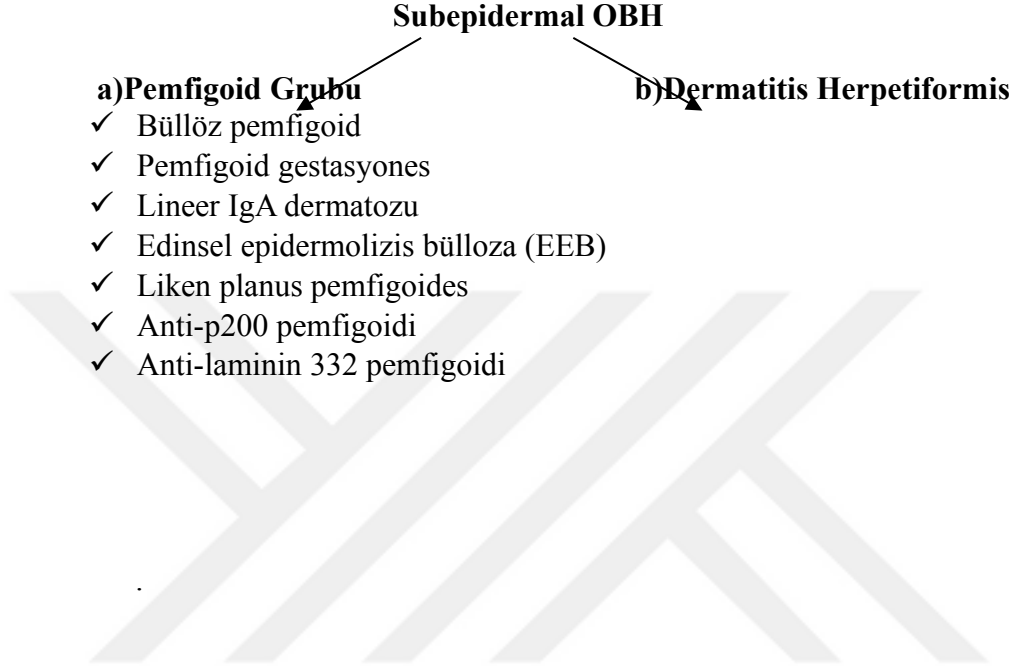 Subepidermal OBH
a)Pemfigoid Grubu b)Dermatitis Herpetiformis
✓ Büllöz pemfigoid
✓ Pemfigoid gestasyones
✓ Lineer IgA dermatozu
✓ Edinsel epidermolizis bülloza (EEB)
✓ Liken planus pemfigoides
✓ Anti-p200 pemfigoidi
✓ Anti-laminin 332 pemfigoidi
.